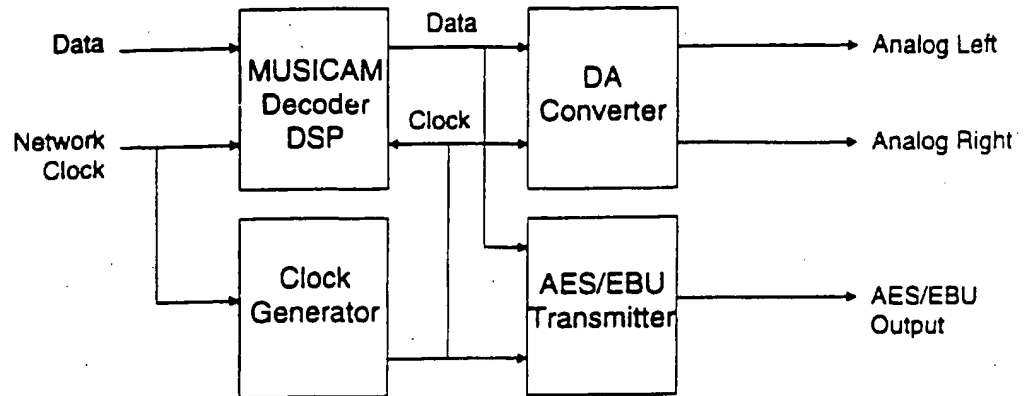 Data
Network
Clock
MUSICAM
Decoder
DSP
Data
Clock
DA
Converter
Analog Left
Analog Right
Clock
Generator
AES/EBU
Transmitter
AES/EBU
Output